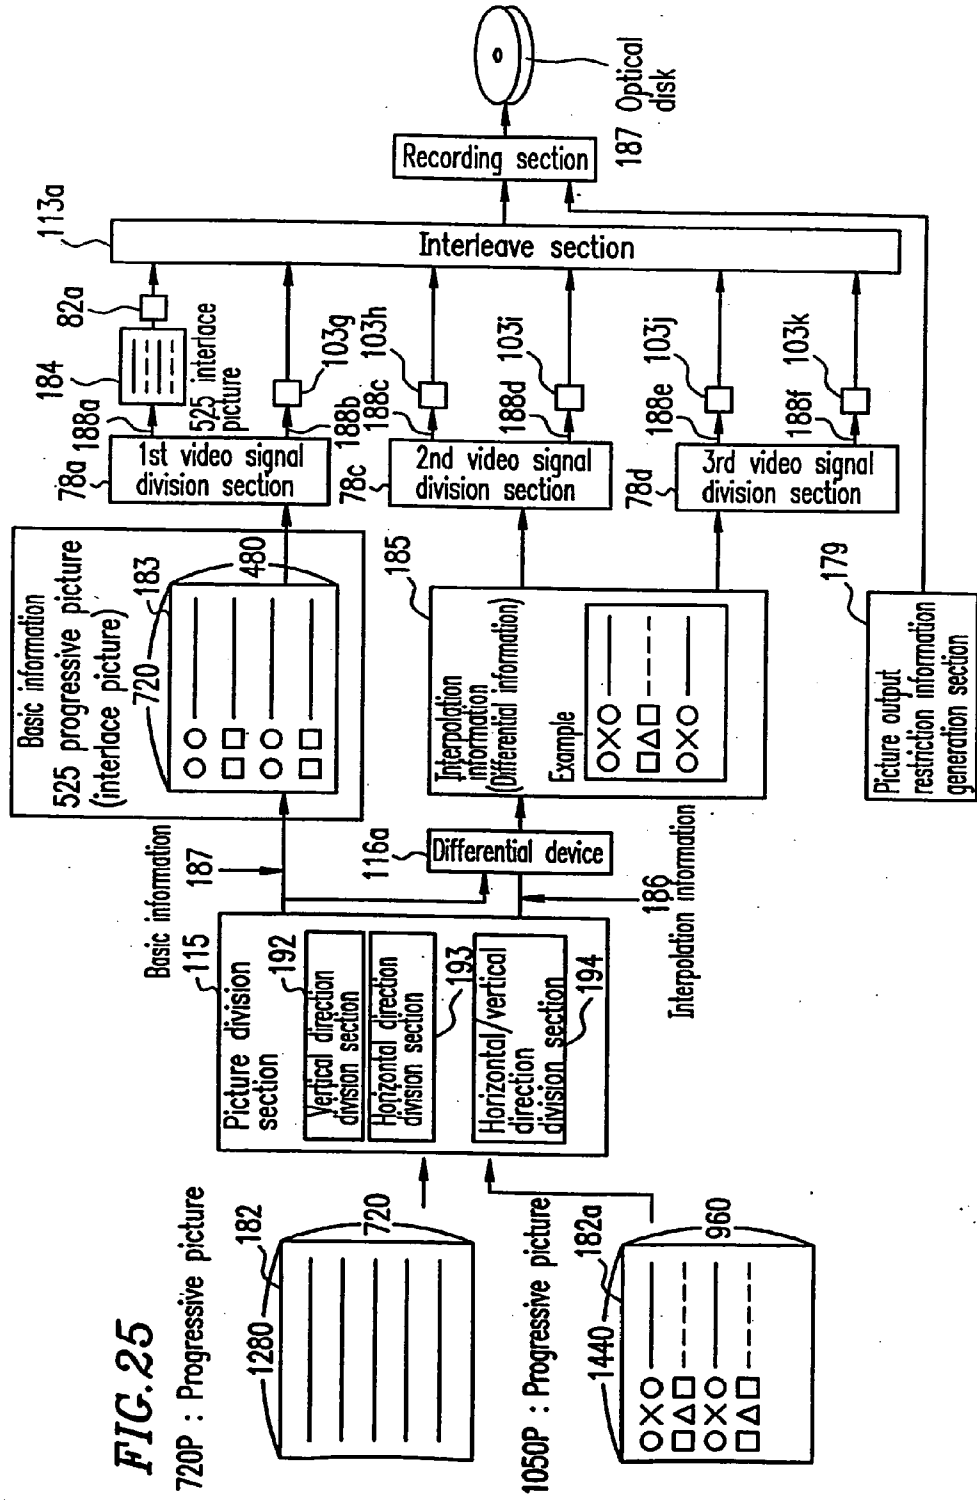 FIG.25
720P : Progressive picture
1280
182
720
1050P : Progressive picture
1440
182a
960
115
Picture division
section
192
Vertical direction
division section
Horizontal direction
division section
193
Horizontal/vertical
direction
division section
194
Basic information
187
116a
Differential device
186
Interpolation information
Basic information
525 progressive picture
(interlace picture)
720
183
480
185
Interpolation
information
(Differential information)
Example
179
Picture output
restriction information
generation section
78a
1st video signal
division section
188a
184
82a
525 interlace
picture
188b
103g
78c
2nd video signal
division section
188c
103h
188d
103i
78d
3rd video signal
division section
188e
103j
188f
103k
113a
Interleave section
Recording section
187 Optical
disk